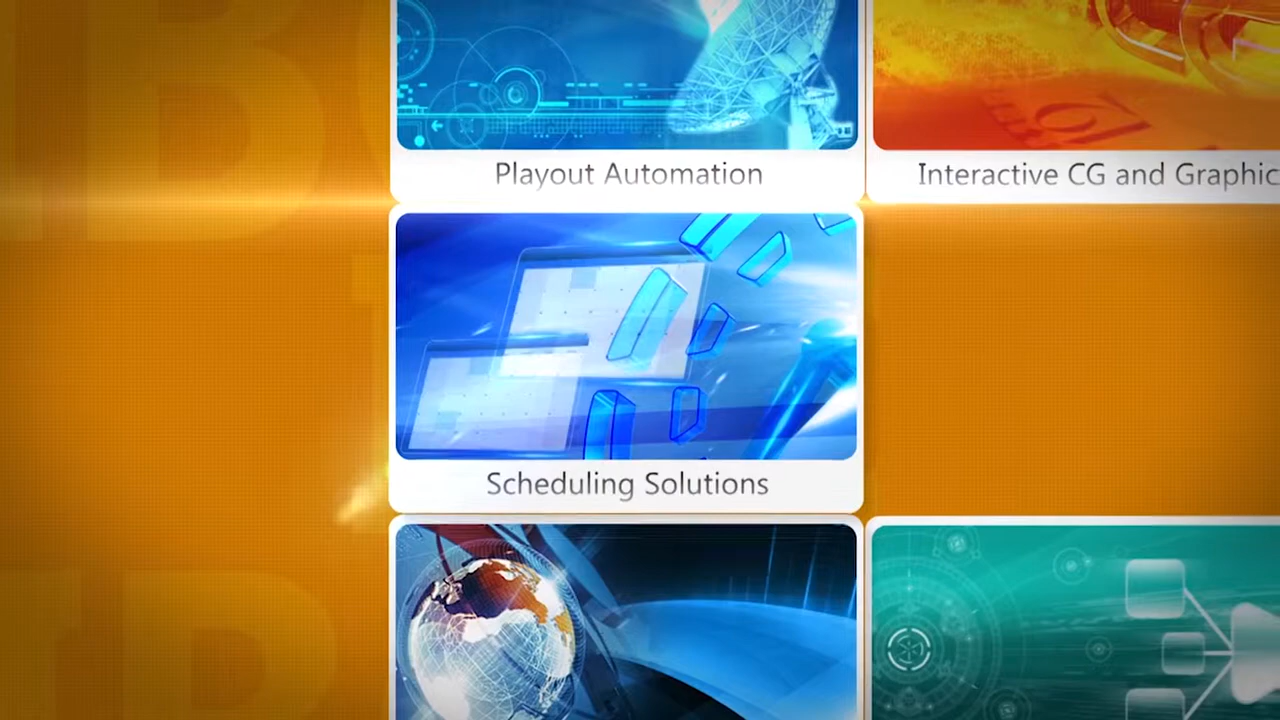 Playout Automation
Interactive CG and Graphic
Scheduling Solutions